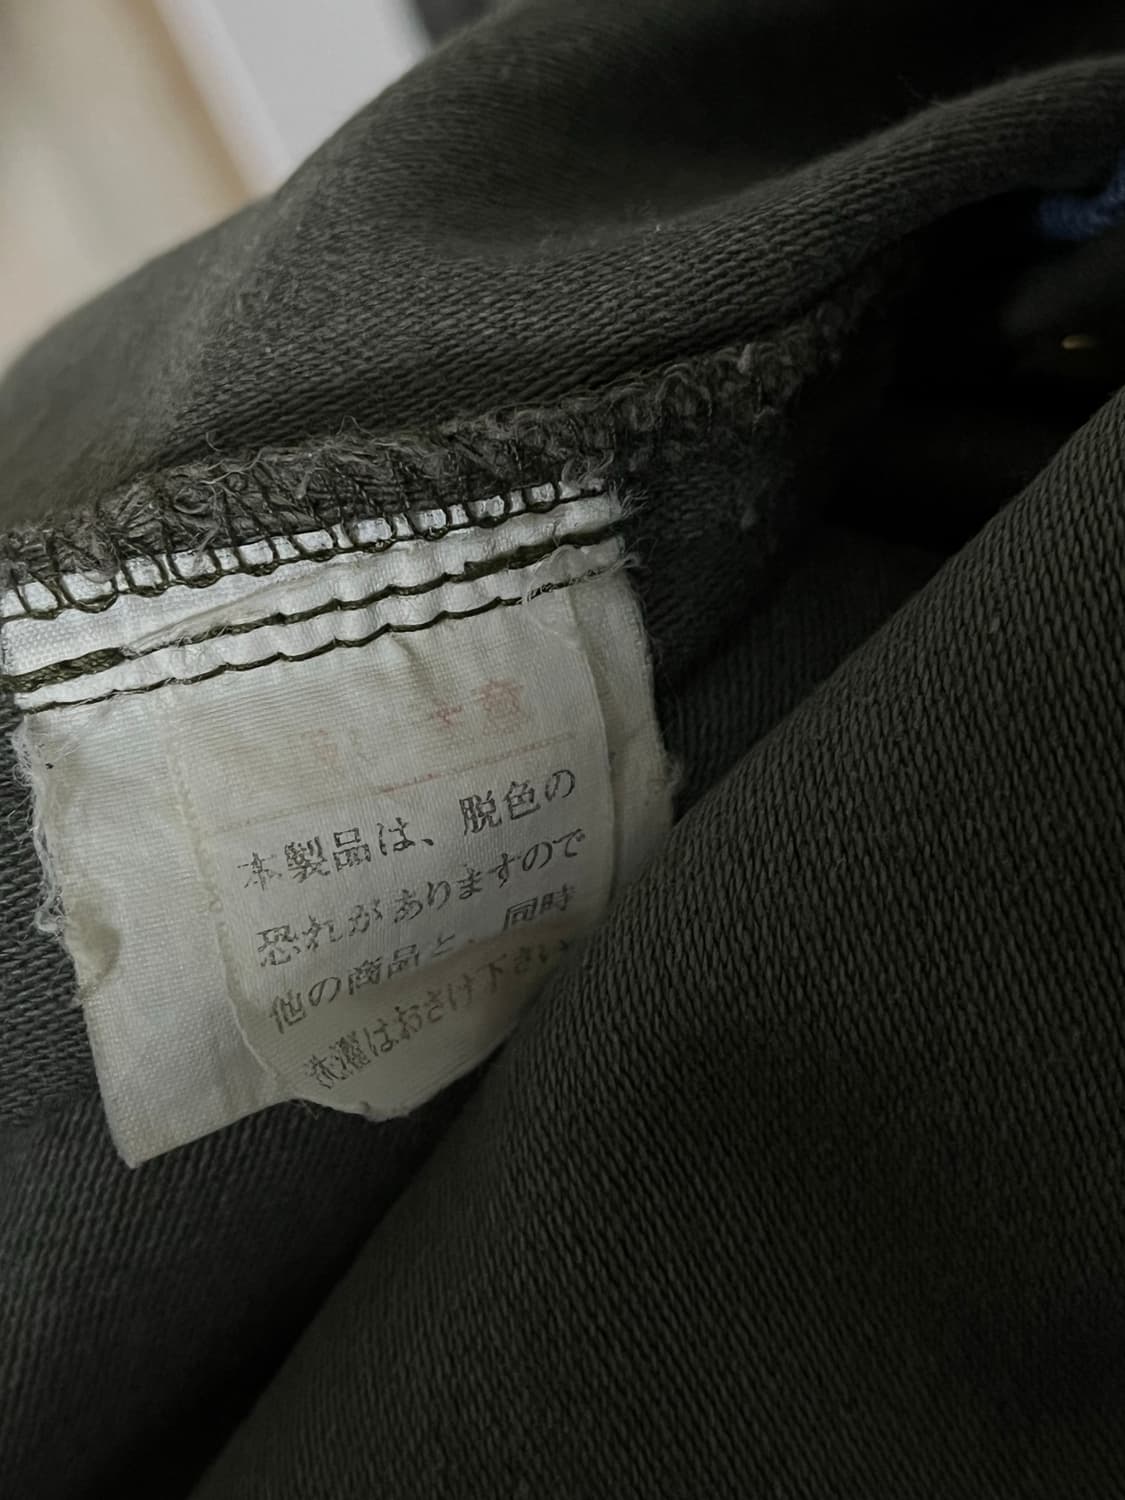 本製品は、脱色の
恐れがありますので
他の商品と、同時
洗濯はおさけ下さい